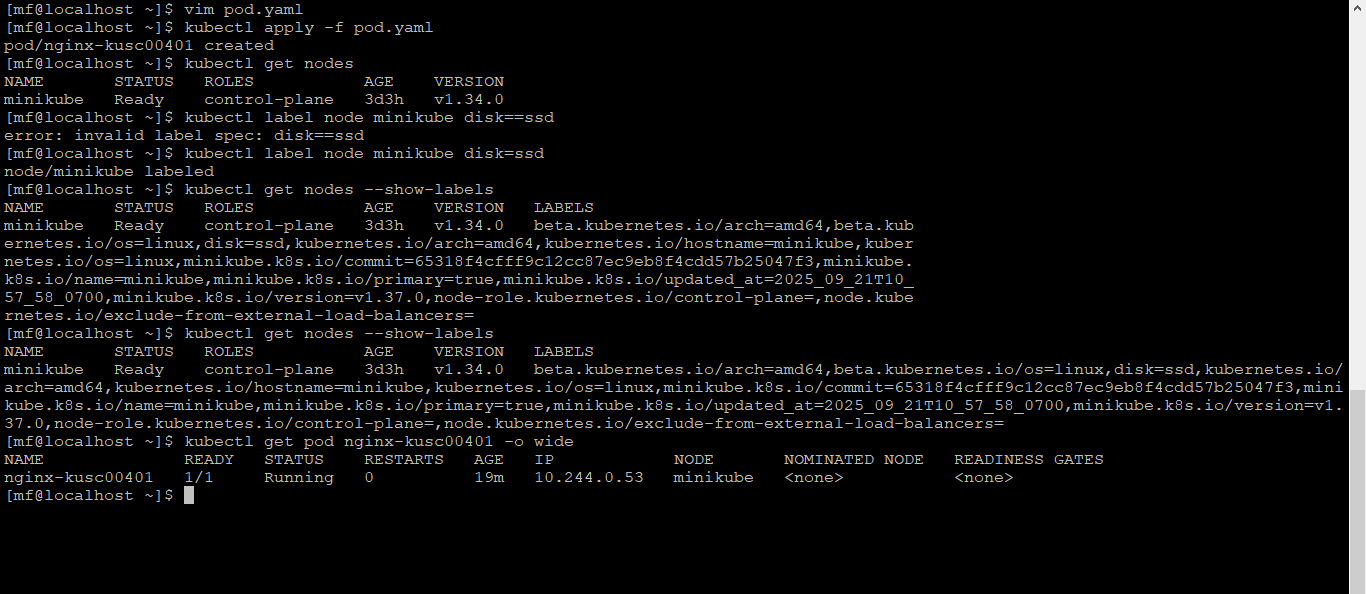 [mf@localhost ~]$ vim pod.yaml
[mf@localhost ~]$ kubectl apply -f pod.yaml
pod/nginx-kusc00401 created
[mf@localhost ~]$ kubectl get nodes
NAME       STATUS   ROLES           AGE    VERSION
minikube   Ready    control-plane   3d3h   v1.34.0
[mf@localhost ~]$ kubectl label node minikube disk==ssd
error: invalid label spec: disk==ssd
[mf@localhost ~]$ kubectl label node minikube disk=ssd
node/minikube labeled
[mf@localhost ~]$ kubectl get nodes --show-labels
NAME       STATUS   ROLES           AGE    VERSION   LABELS
minikube   Ready    control-plane   3d3h   v1.34.0   beta.kubernetes.io/arch=amd64,beta.kub
ernetes.io/os=linux,disk=ssd,kubernetes.io/arch=amd64,kubernetes.io/hostname=minikube,kuber
netes.io/os=linux,minikube.k8s.io/commit=65318f4cfff9c12cc87ec9eb8f4cdd57b25047f3,minikube.
k8s.io/name=minikube,minikube.k8s.io/primary=true,minikube.k8s.io/updated_at=2025_09_21T10_
57_58_0700,minikube.k8s.io/version=v1.37.0,node-role.kubernetes.io/control-plane=,node.kube
rnetes.io/exclude-from-external-load-balancers=
[mf@localhost ~]$ kubectl get nodes --show-labels
NAME       STATUS   ROLES           AGE    VERSION   LABELS
minikube   Ready    control-plane   3d3h   v1.34.0   beta.kubernetes.io/arch=amd64,beta.kubernetes.io/os=linux,disk=ssd,kubernetes.io/
arch=amd64,kubernetes.io/hostname=minikube,kubernetes.io/os=linux,minikube.k8s.io/commit=65318f4cfff9c12cc87ec9eb8f4cdd57b25047f3,mini
kube.k8s.io/name=minikube,minikube.k8s.io/primary=true,minikube.k8s.io/updated_at=2025_09_21T10_57_58_0700,minikube.k8s.io/version=v1.
37.0,node-role.kubernetes.io/control-plane=,node.kubernetes.io/exclude-from-external-load-balancers=
[mf@localhost ~]$ kubectl get pod nginx-kusc00401 -o wide
NAME              READY   STATUS    RESTARTS   AGE   IP            NODE       NOMINATED NODE   READINESS GATES
nginx-kusc00401   1/1     Running   0          19m   10.244.0.53   minikube   <none>           <none>
[mf@localhost ~]$